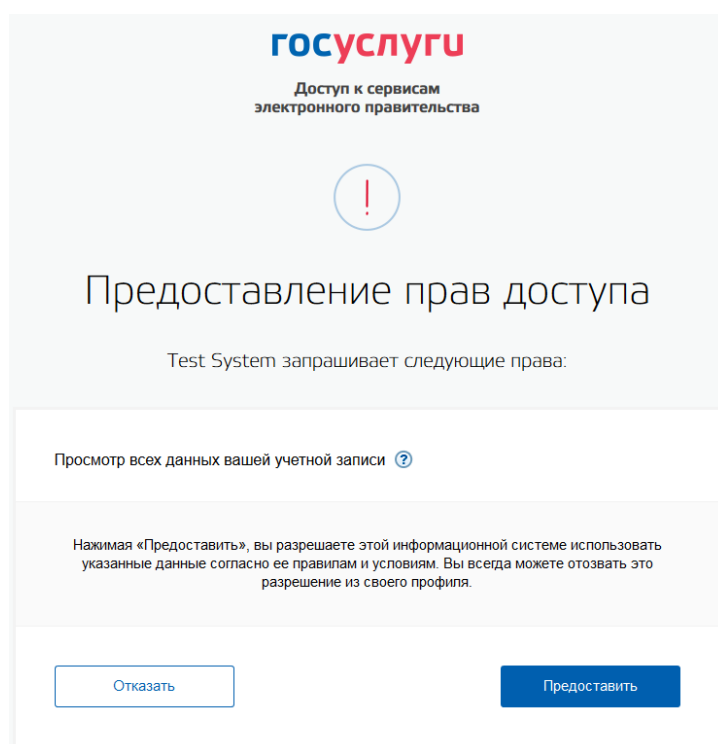 госуслуги
Доступ к сервисам
электронного правительства
!
Предоставление прав доступа
Test System запрашивает следующие права:
Просмотр всех данных вашей учетной записи ?
Нажимая «Предоставить», вы разрешаете этой информационной системе использовать
указанные данные согласно ее правилам и условиям. Вы всегда можете отозвать это
разрешение из своего профиля.
Отказать
Предоставить